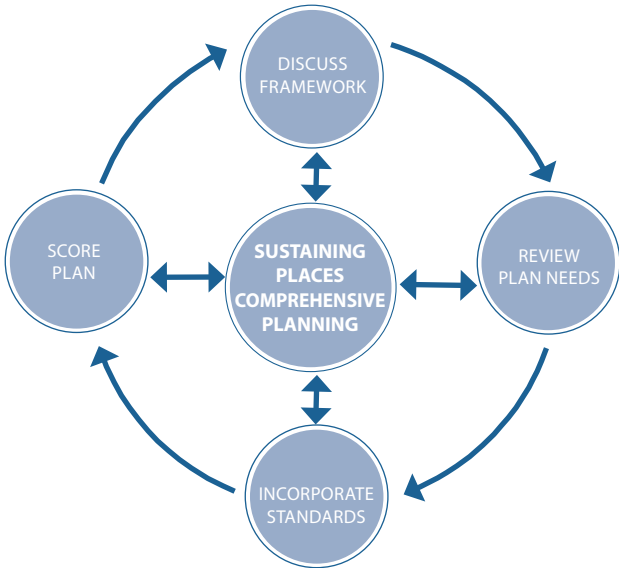 DISCUSS
FRAMEWORK
SCORE
PLAN
SUSTAINING
PLACES
COMPREHENSIVE
PLANNING
REVIEW
PLAN NEEDS
INCORPORATE
STANDARDS